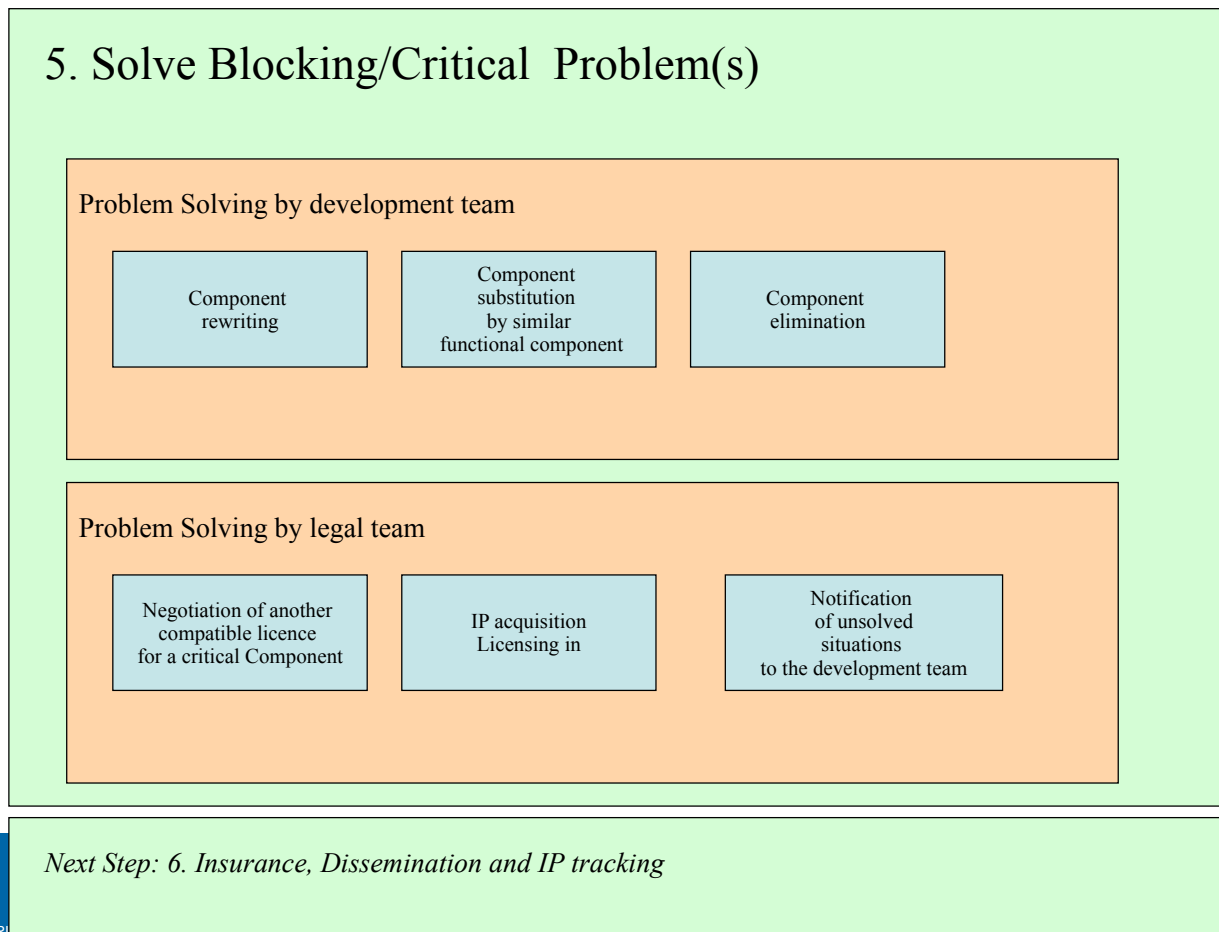 5. Solve Blocking/Critical Problem(s)
Problem Solving by development team
Component
rewriting
Component
substitution
by similar
functional component
Component
elimination
Problem Solving by legal team
Negotiation of another
compatible licence
for a critical Component
IP acquisition
Licensing in
Notification
of unsolved
situations
to the development team
Next Step: 6. Insurance, Dissemination and IP tracking